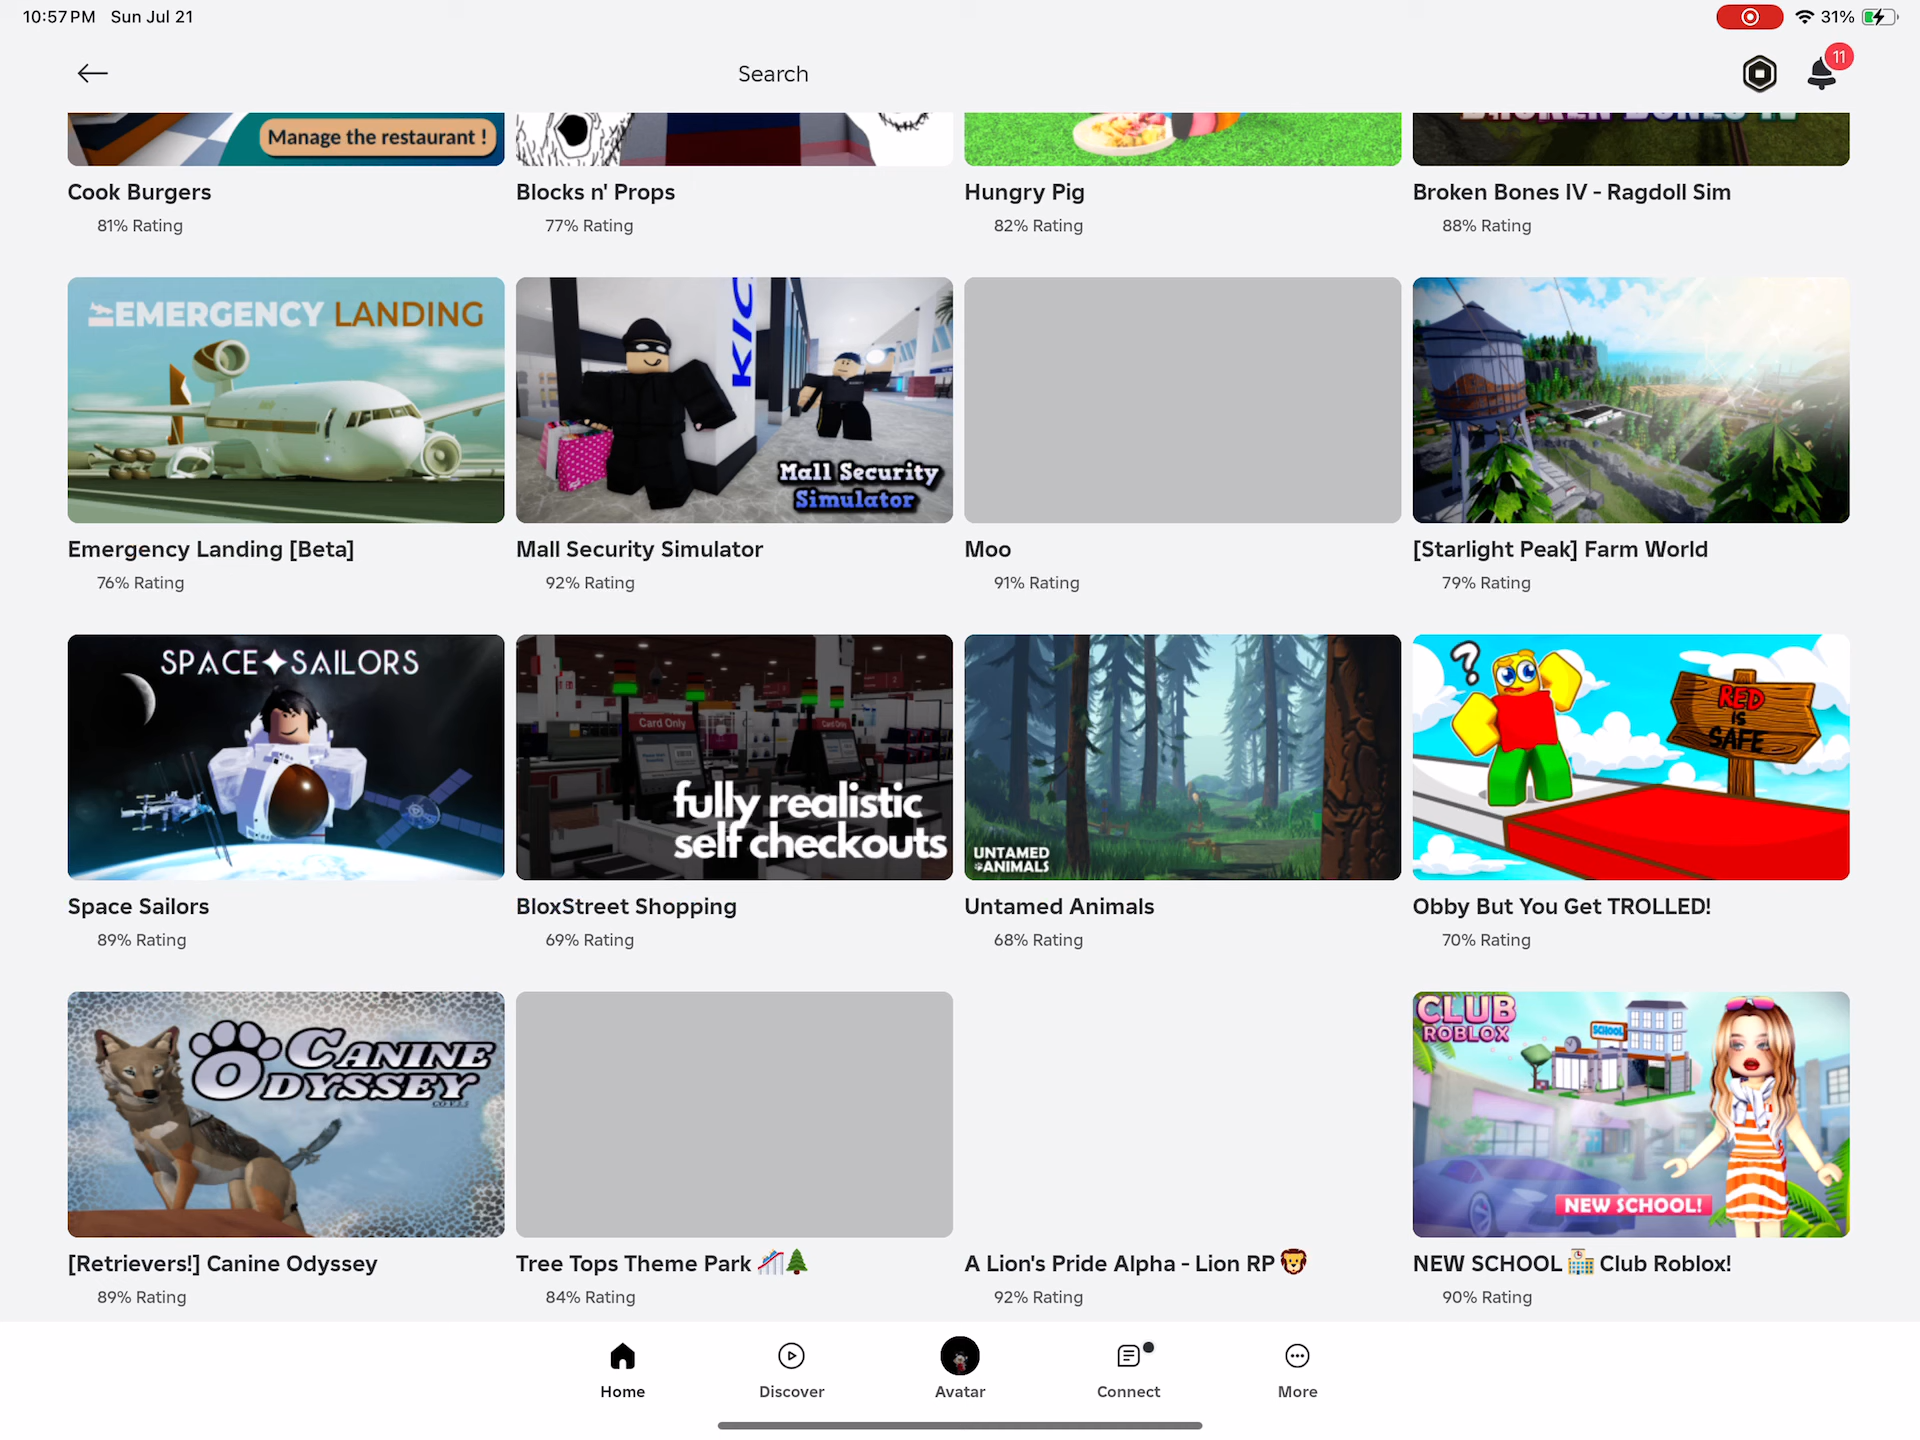 10:57 PM Sun Jul 21
31%
Search
11
Manage the restaurant !
Cook Burgers
81% Rating
Blocks n' Props
77% Rating
Hungry Pig
82% Rating
BROKEN BONES IV
Broken Bones IV - Ragdoll Sim
88% Rating
EMERGENCY LANDING
Emergency Landing [Beta]
76% Rating
Mall Security
Simulator
Mall Security Simulator
92% Rating
Moo
91% Rating
[Starlight Peak] Farm World
79% Rating
SPACE SAILORS
Space Sailors
89% Rating
Card Only
Card Only
fully realistic
self checkouts
BloxStreet Shopping
69% Rating
UNTAMED
ANIMALS
Untamed Animals
68% Rating
?
RED
IS
SAFE
Obby But You Get TROLLED!
70% Rating
CANINE
ODYSSEY
[Retrievers!] Canine Odyssey
89% Rating
Tree Tops Theme Park 🎢🌲
84% Rating
A Lion's Pride Alpha - Lion RP 🦁
92% Rating
CLUB
ROBLOX
SCHOOL
NEW SCHOOL!
NEW SCHOOL 🏫 Club Roblox!
90% Rating
Home
Discover
Avatar
Connect
More